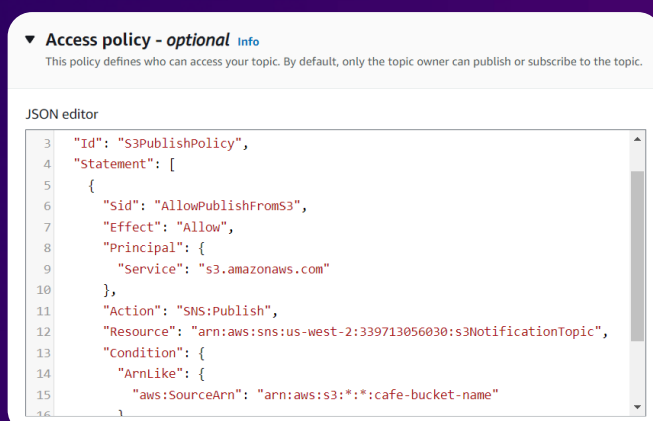 ▼ Access policy - optional Info
This policy defines who can access your topic. By default, only the topic owner can publish or subscribe to the topic.
JSON editor
3 "Id": "S3PublishPolicy",
4 "Statement": [
5 {
6 "Sid": "AllowPublishFromS3",
7 "Effect": "Allow",
8 "Principal": {
9 "Service": "s3.amazonaws.com"
10 },
11 "Action": "SNS:Publish",
12 "Resource": "arn:aws:sns:us-west-2:339713056030:s3NotificationTopic",
13 "Condition": {
14 "ArnLike": {
15 "aws:SourceArn": "arn:aws:s3:*:*:cafe-bucket-name"
16 }